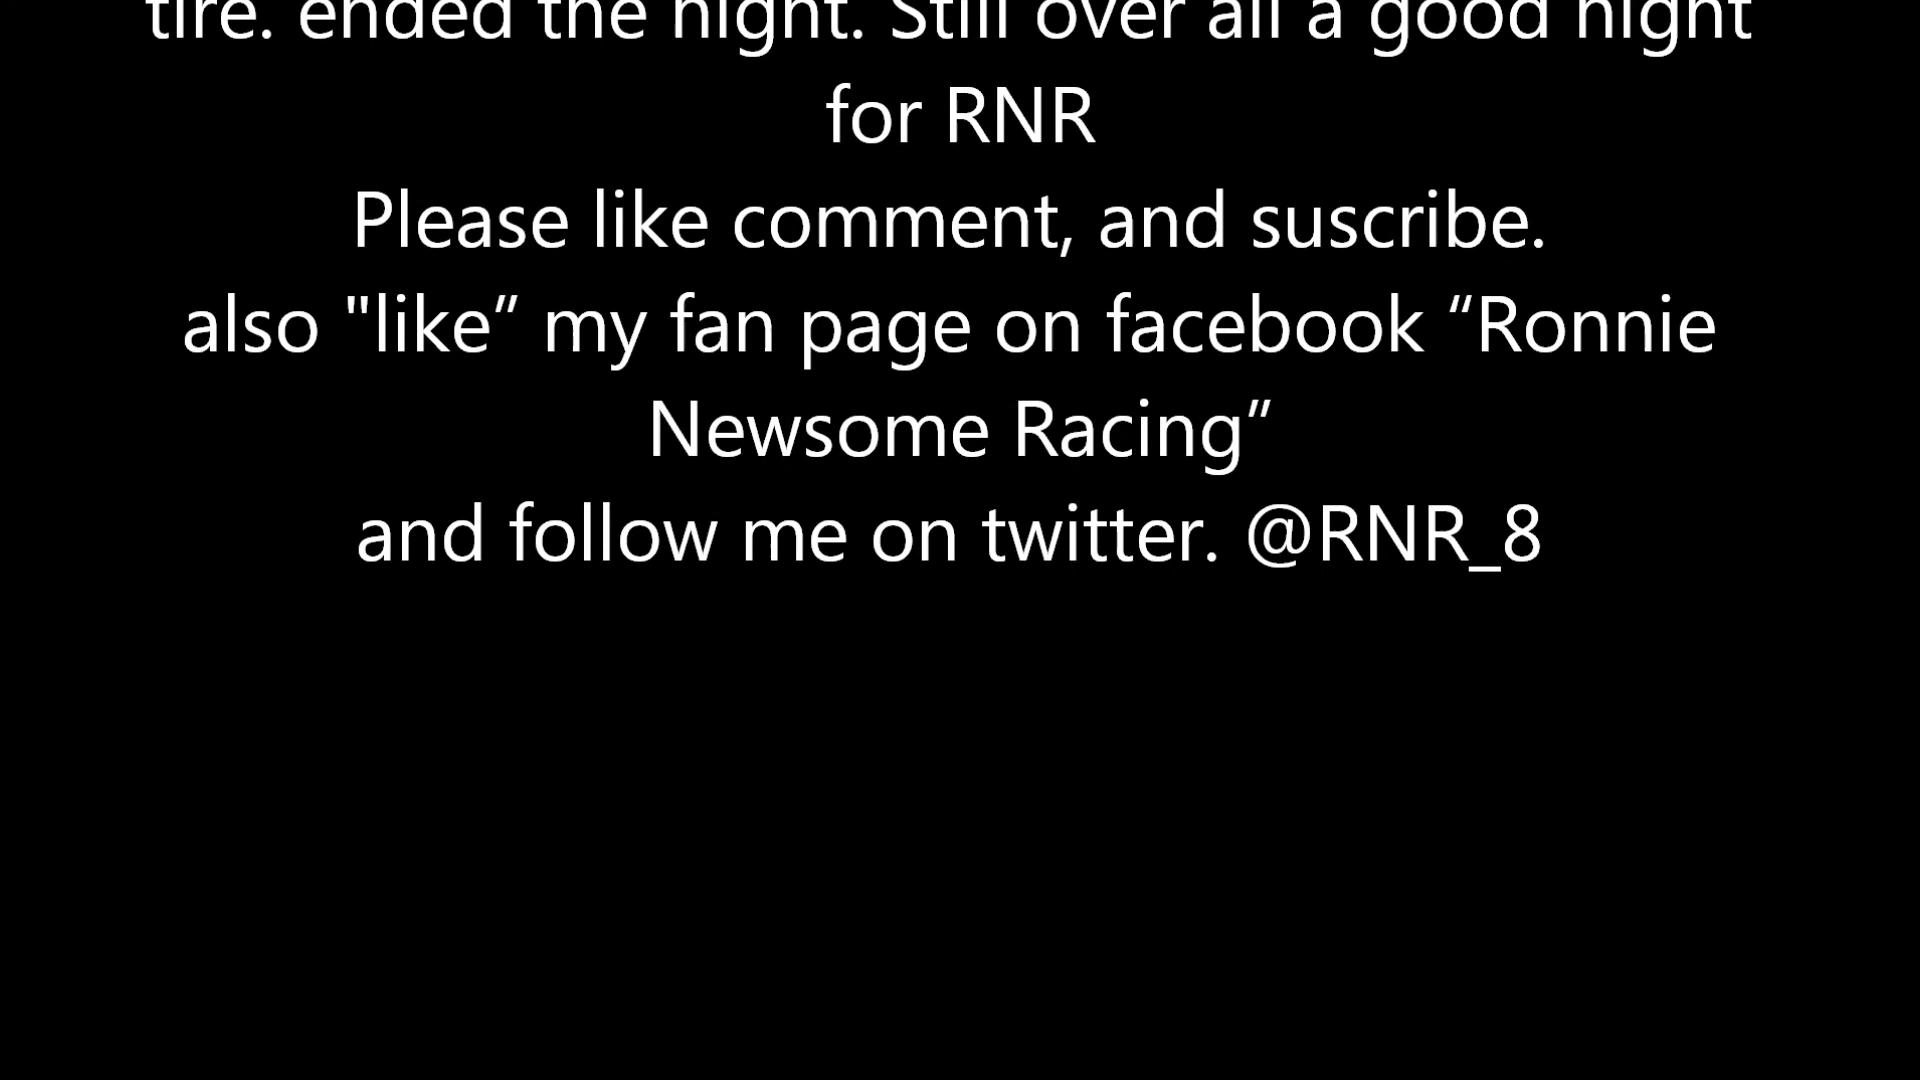 tire. ended the night. Still over all a good night
for RNR
Please like comment, and suscribe.
also "like” my fan page on facebook “Ronnie
Newsome Racing”
and follow me on twitter. @RNR_8